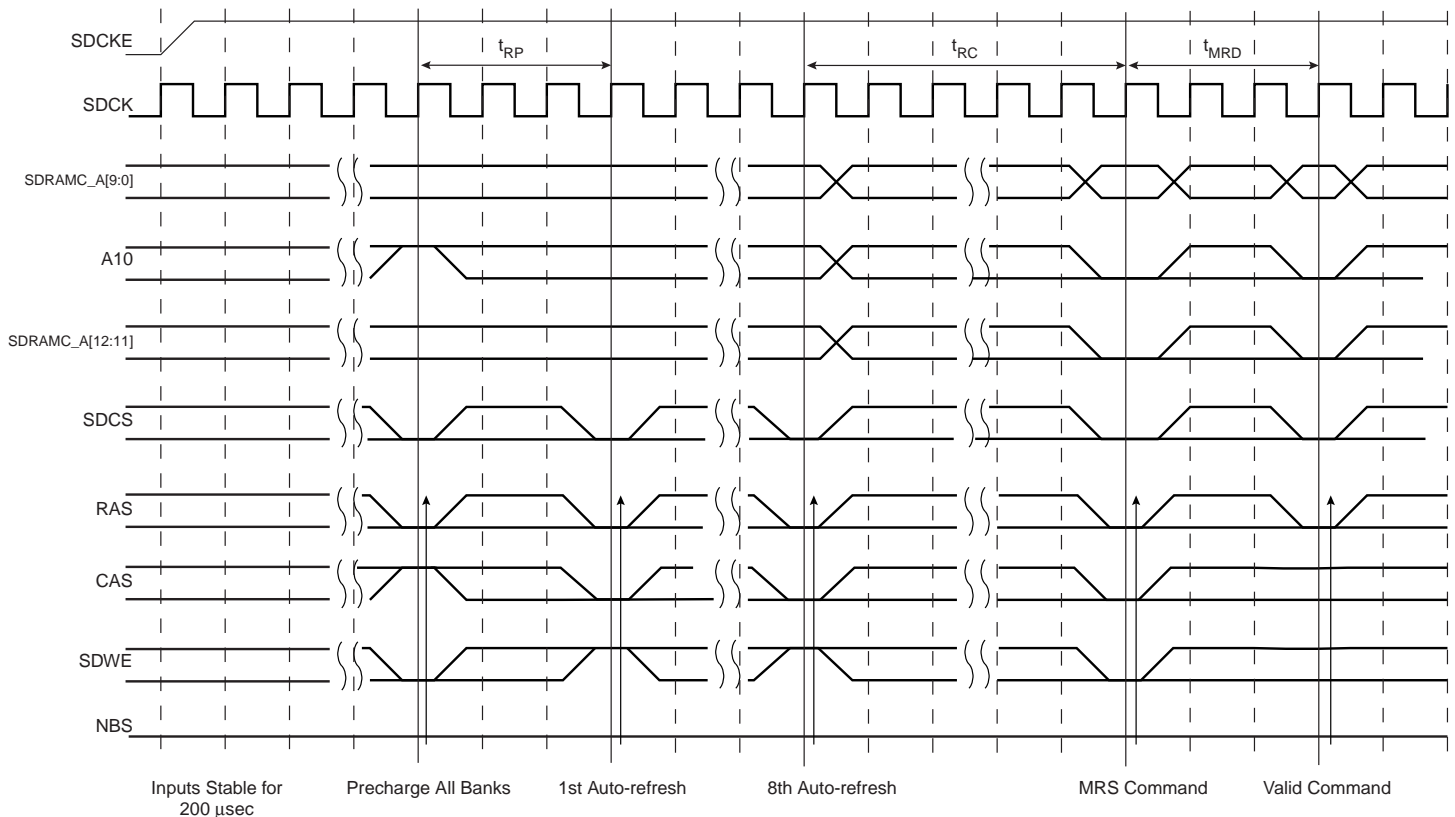 SDCKE
t_RP
t_RC
t_MRD
SDCK
SDRAMC_A[9:0]
A10
SDRAMC_A[12:11]
SDCS
RAS
CAS
SDWE
NBS
Inputs Stable for
200 μsec
Precharge All Banks
1st Auto-refresh
8th Auto-refresh
MRS Command
Valid Command